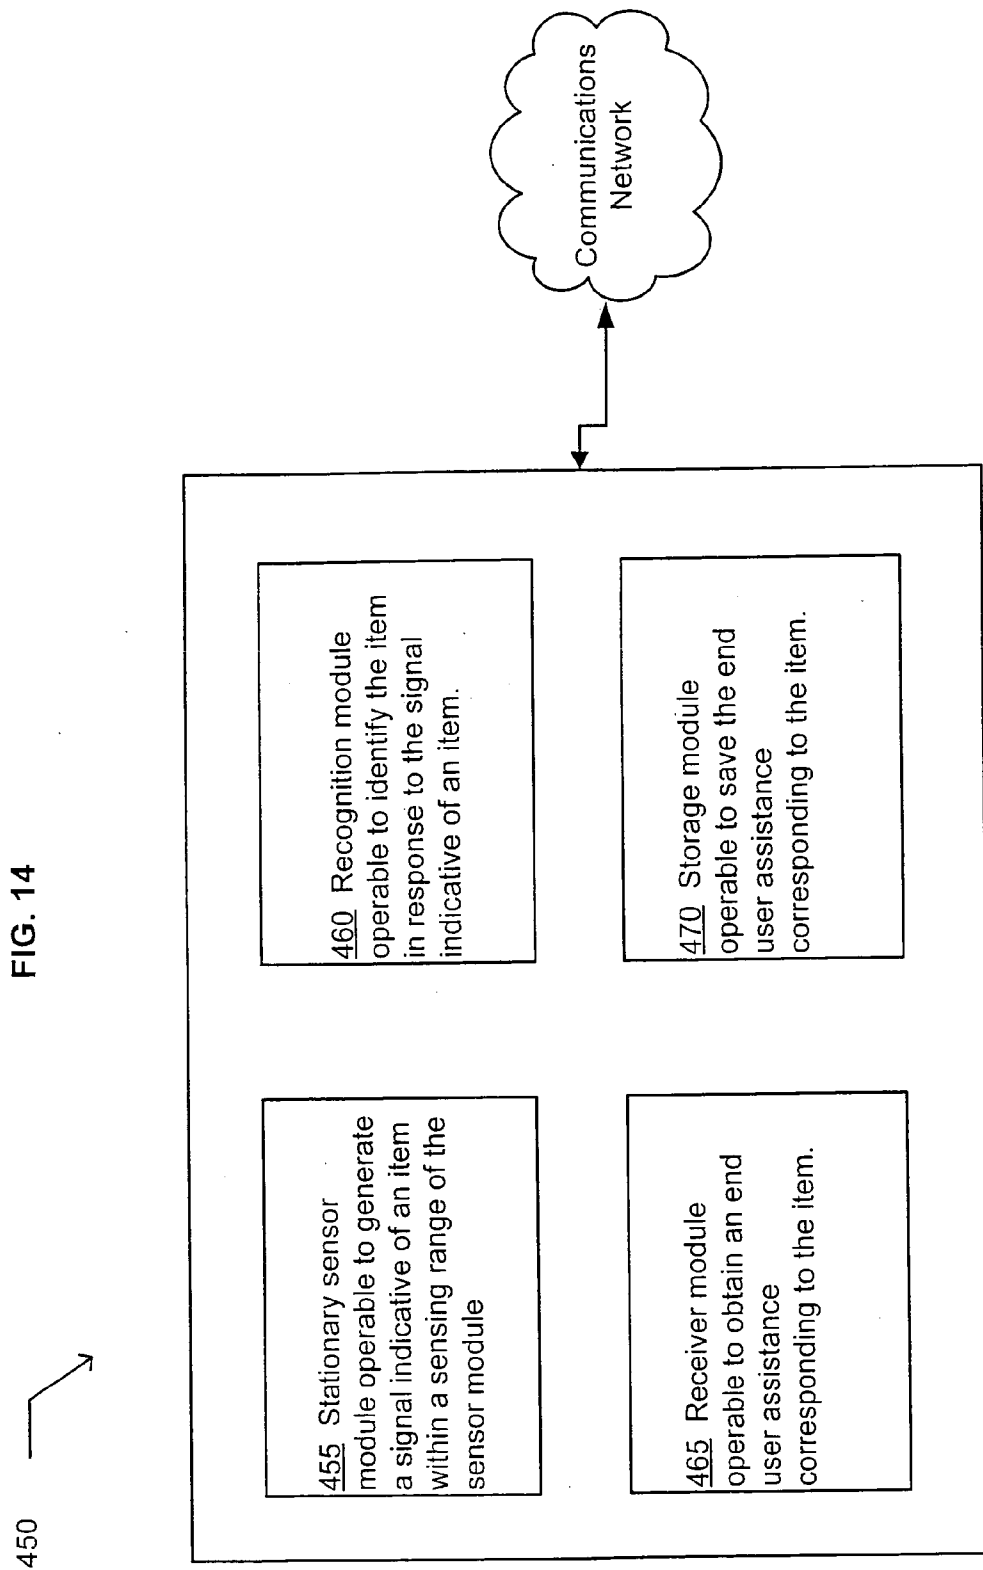 FIG. 14
450
455 Stationary sensor
module operable to generate
a signal indicative of an item
within a sensing range of the
sensor module
460 Recognition module
operable to identify the item
in response to the signal
indicative of an item.
465 Receiver module
operable to obtain an end
user assistance
corresponding to the item.
470 Storage module
operable to save the end
user assistance
corresponding to the item.
Communications
Network